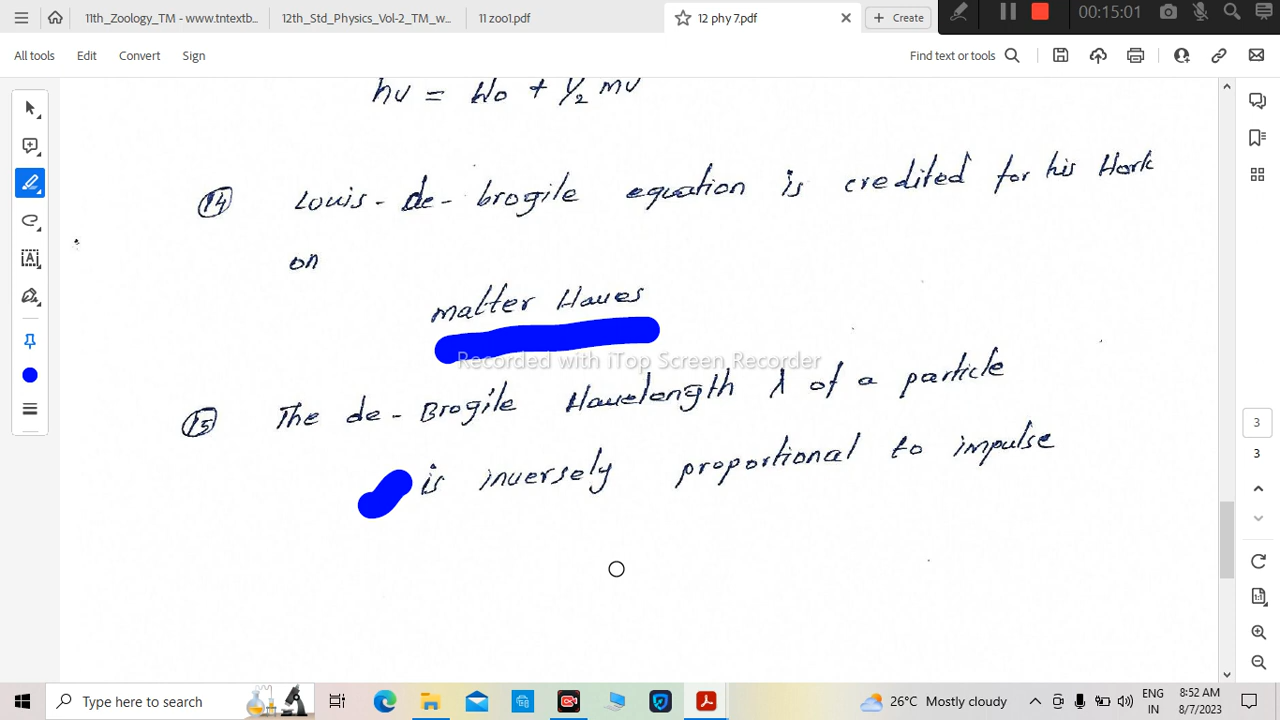 11th_Zoology_TM - www.tntextb...
12th_Std_Physics_Vol-2_TM_w...
11 zoo1.pdf
12 phy 7.pdf
Create
00:15:01
All tools Edit Convert Sign
Find text or tools
hν = W0 + 1/2 mv
14 Louis - de - brogile equation is credited for his Work
on
matter Waves
Recorded with iTop Screen Recorder
15 The de - Brogile Wavelength λ of a particle
is inversely proportional to impulse
3
3
Type here to search
26°C Mostly cloudy
ENG
IN
8:52 AM
8/7/2023